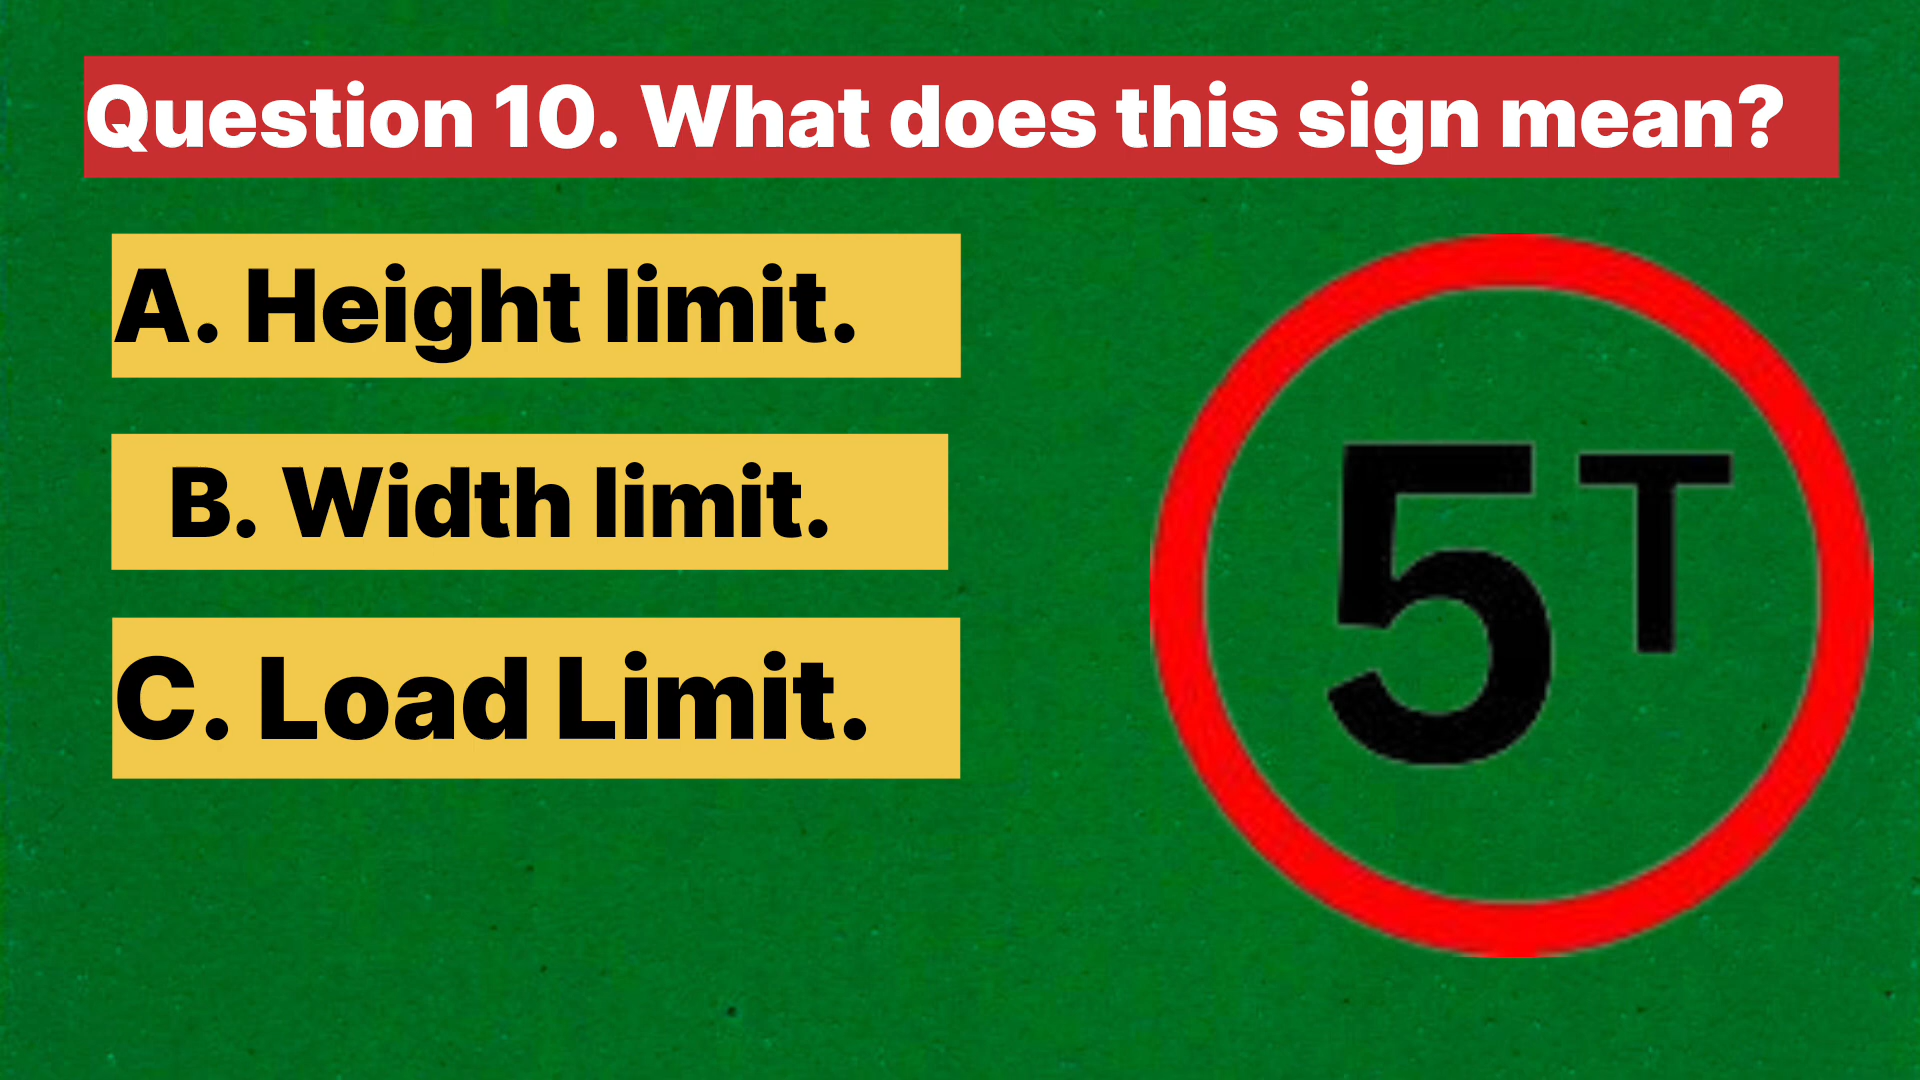 Question 10. What does this sign mean?
A. Height limit.
B. Width limit.
C. Load Limit.
5T